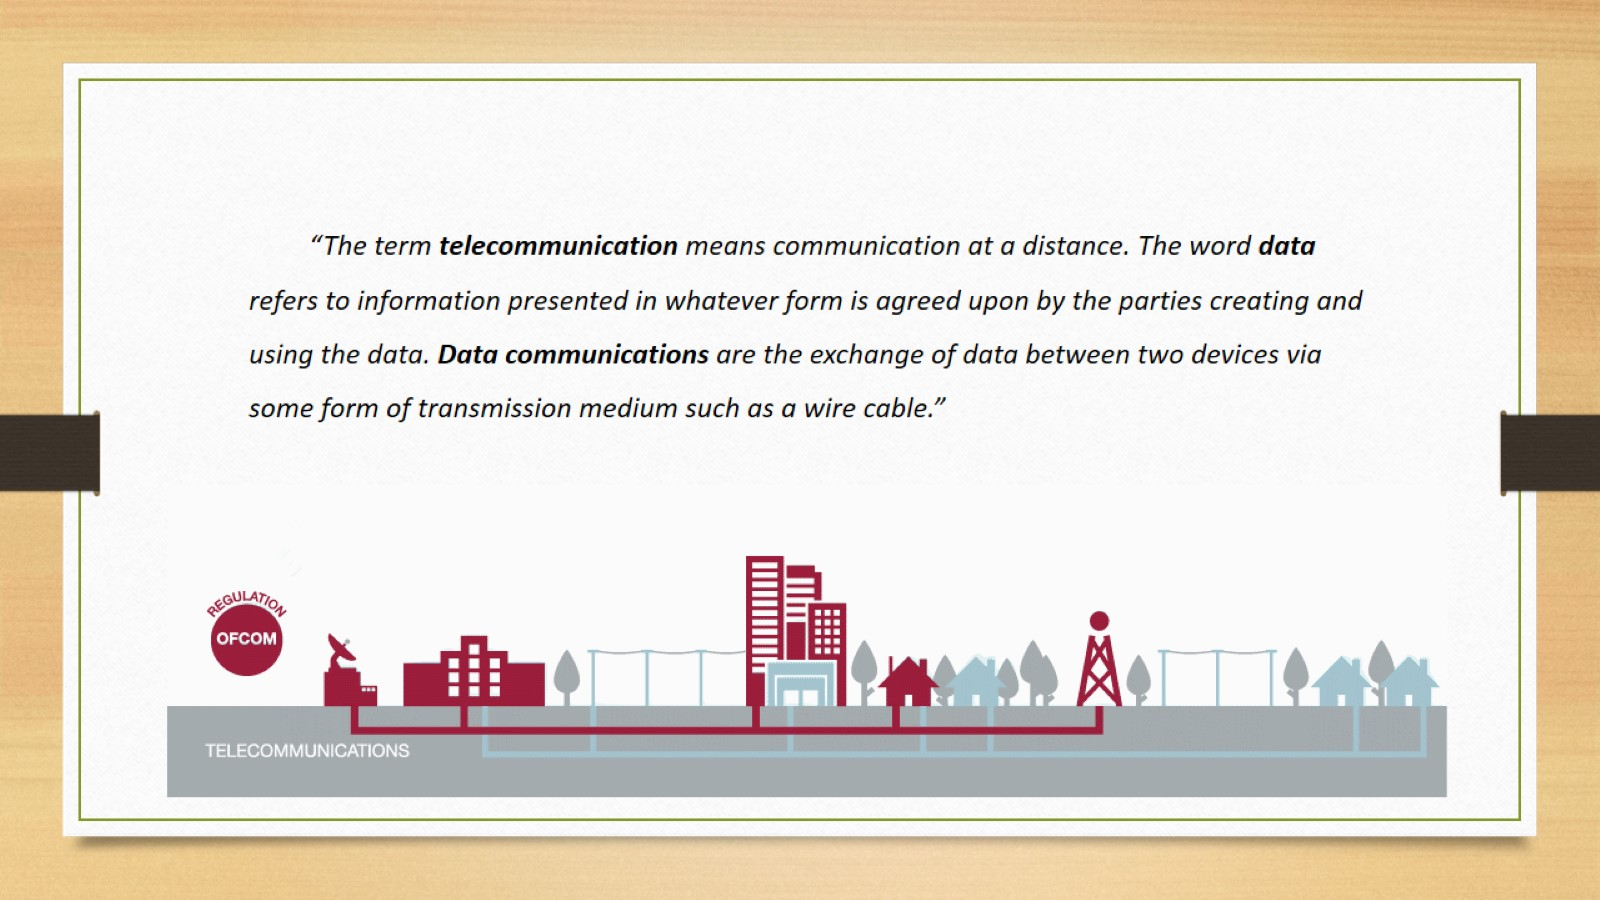 “The term telecommunication means communication at a distance. The word data
refers to information presented in whatever form is agreed upon by the parties creating and
using the data. Data communications are the exchange of data between two devices via
some form of transmission medium such as a wire cable.”
REGULATION
OFCOM
TELECOMMUNICATIONS